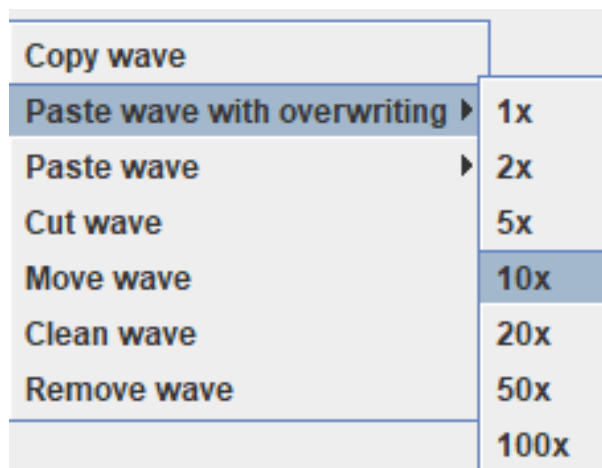 Copy wave
Paste wave with overwriting
Paste wave
Cut wave
Move wave
Clean wave
Remove wave
1x
2x
5x
10x
20x
50x
100x